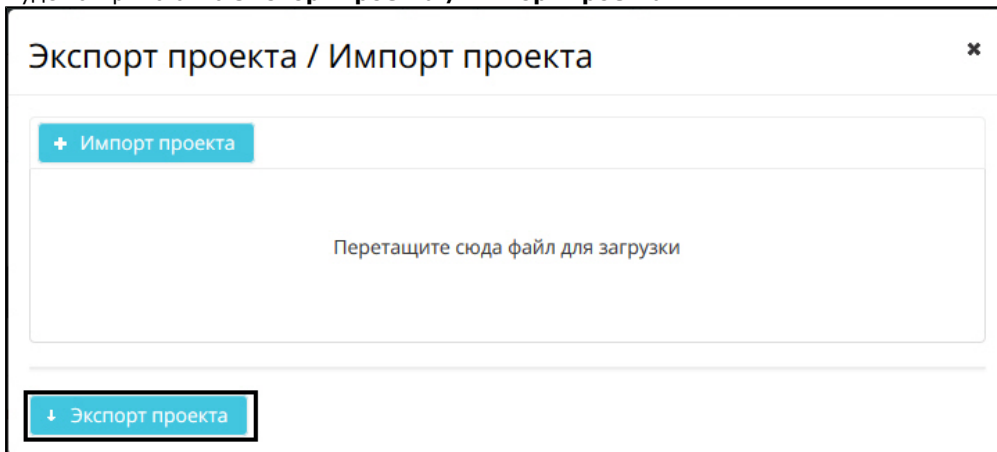 Экспорт проекта / Импорт проекта
Импорт проекта
Перетащите сюда файл для загрузки
Экспорт проекта